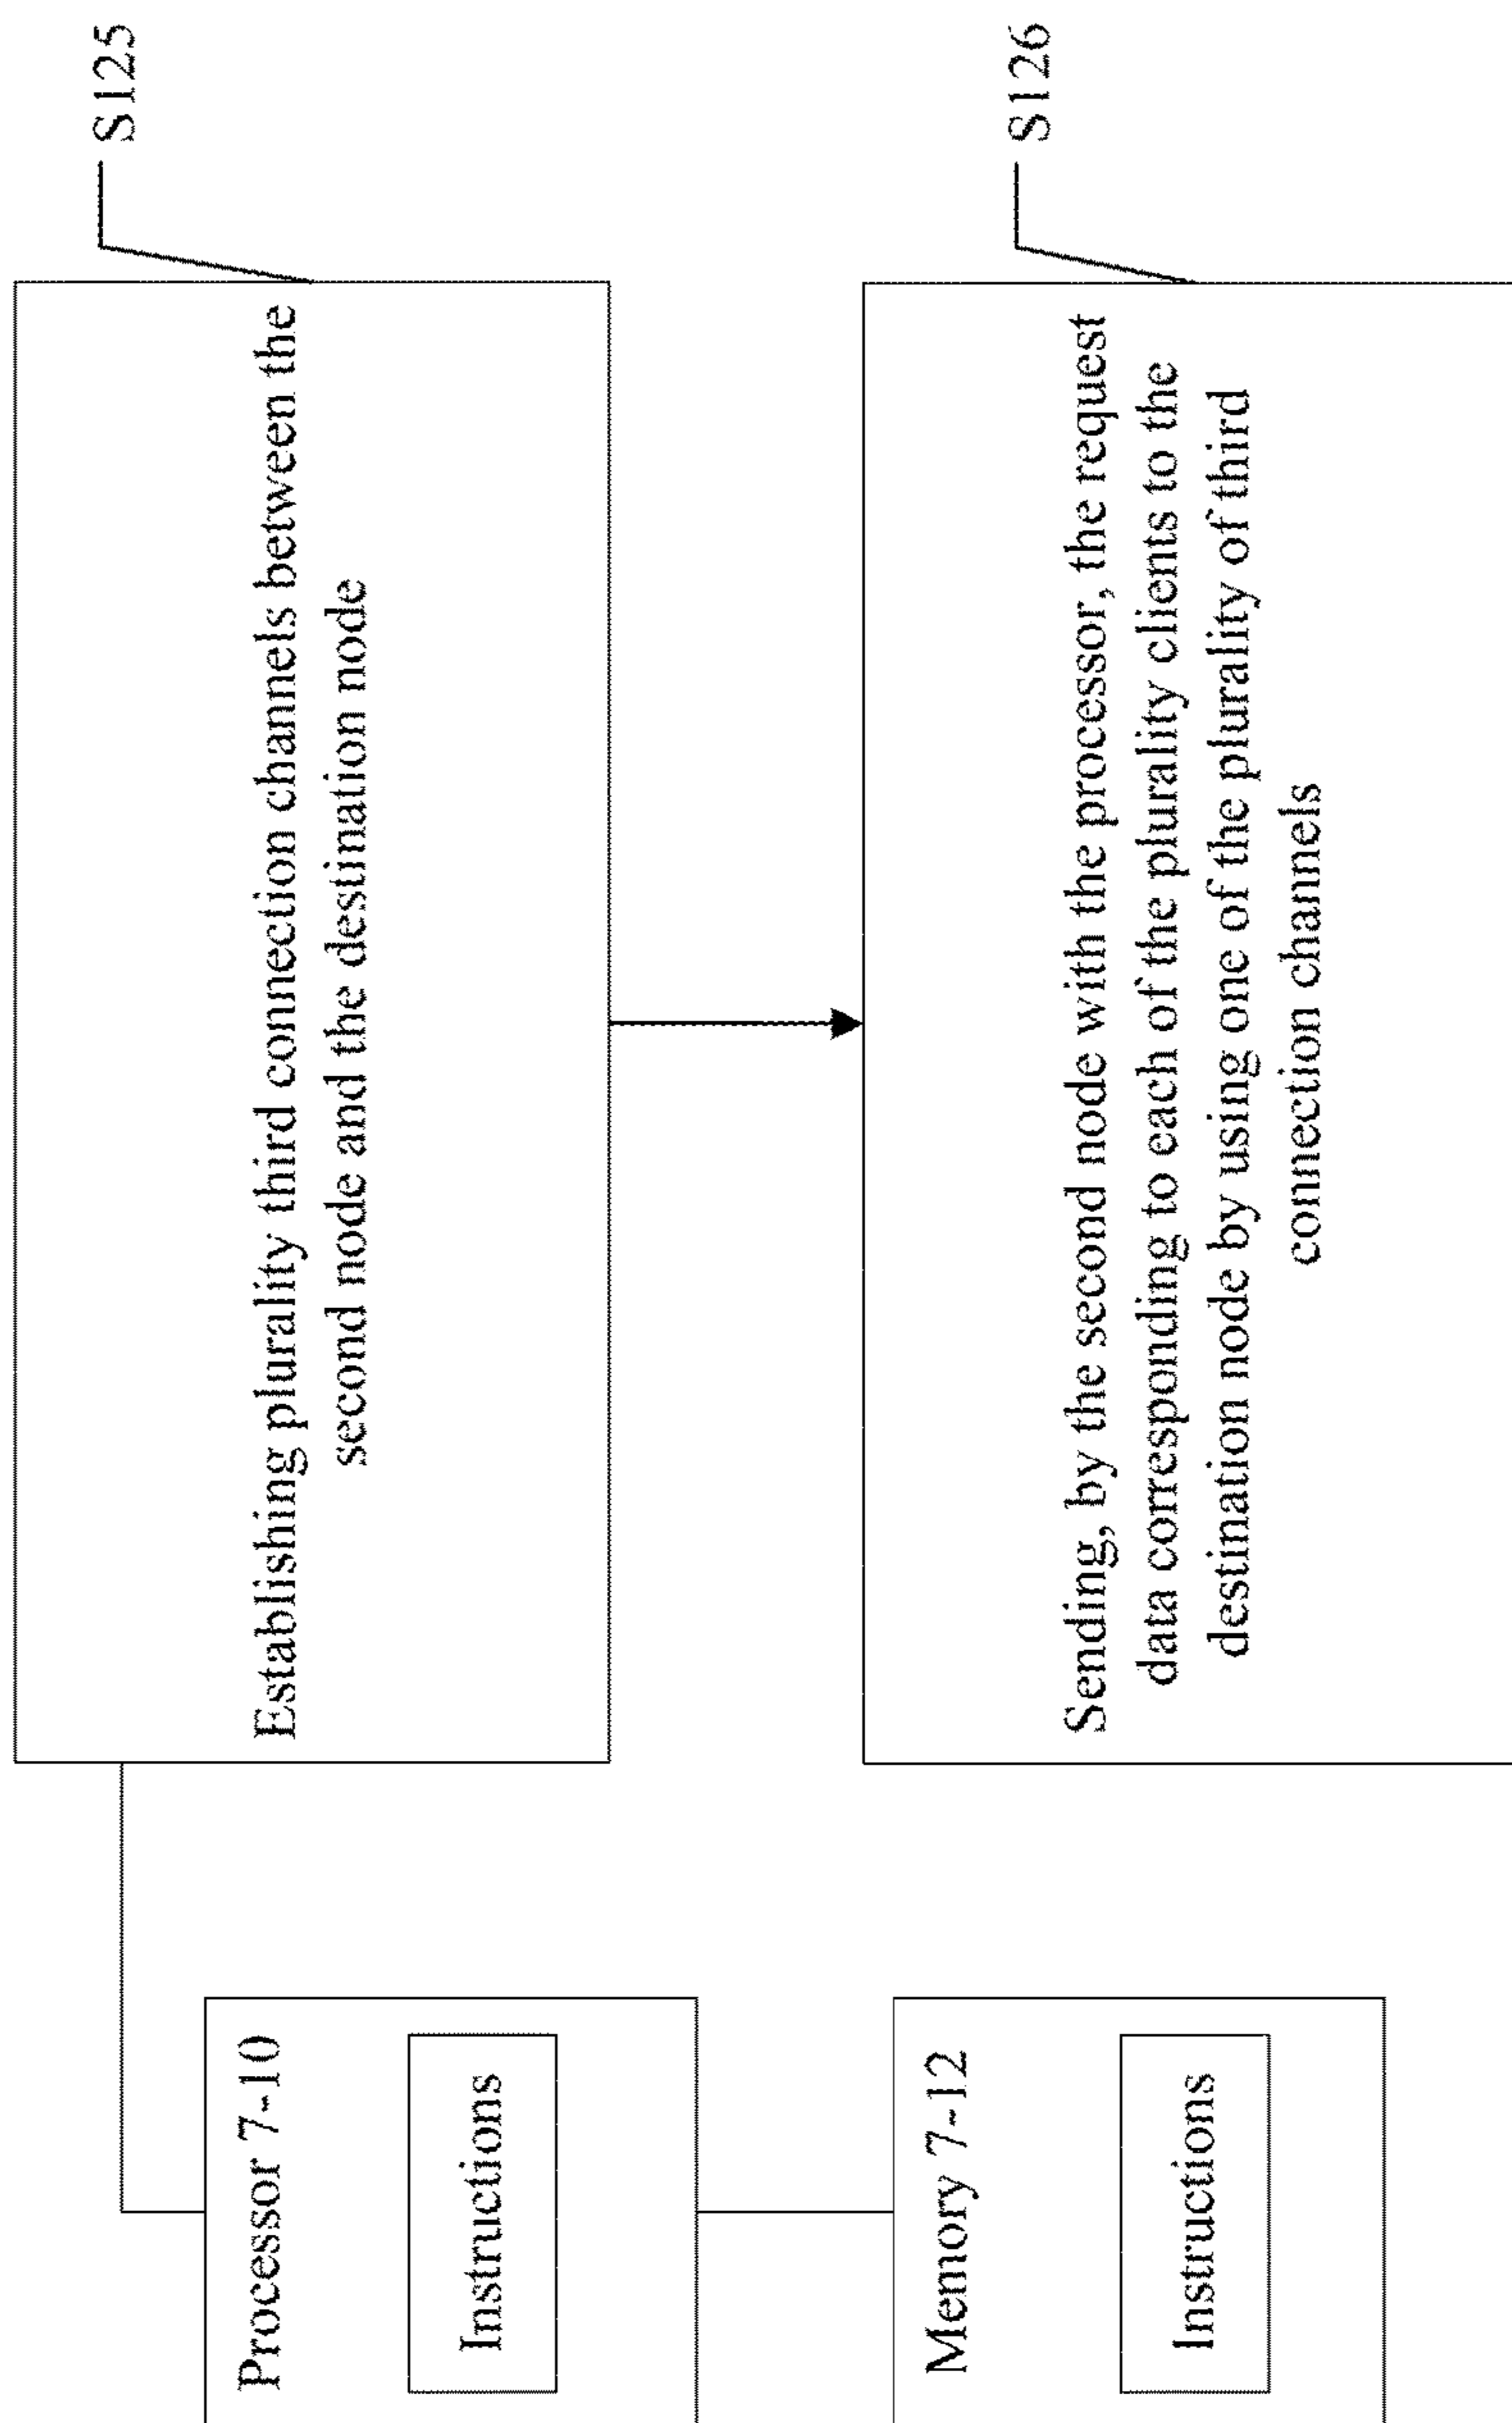 Processor 7-10
Instructions
Memory 7-12
Instructions
Establishing plurality third connection channels between the
second node and the destination node
S125
Sending, by the second node with the processor, the request
data corresponding to each of the plurality clients to the
destination node by using one of the plurality of third
connection channels
S126